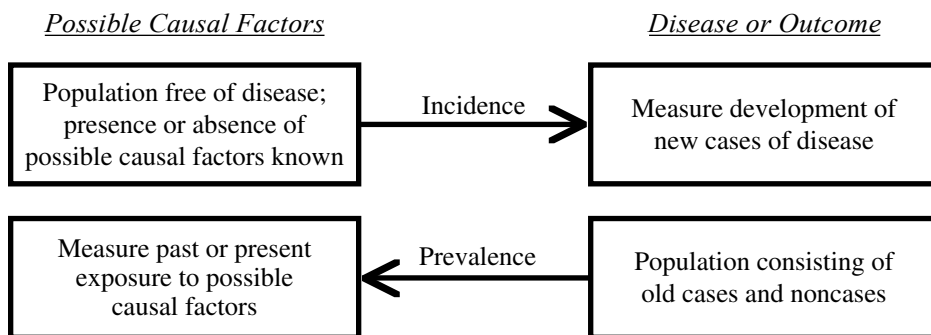 Possible Causal Factors
Disease or Outcome
Population free of disease;
presence or absence of
possible causal factors known
Incidence
Measure development of
new cases of disease
Measure past or present
exposure to possible
causal factors
Prevalence
Population consisting of
old cases and noncases